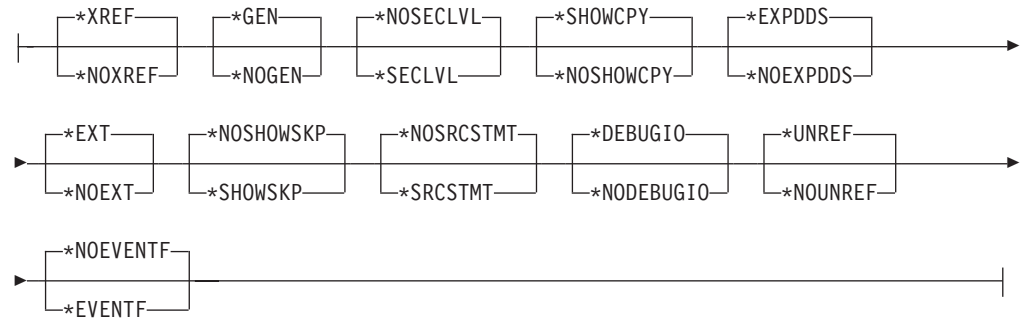 *XREF *GEN *NOSECLVL *SHOWCPY *EXPDDS
*NOXREF *NOGEN *SECLVL *NOSHOWCPY *NOEXPDDS
*EXT *NOSHOWSKP *NOSRCSTMT *DEBUGIO *UNREF
*NOEXT *SHOWSKP *SRCSTMT *NODEBUGIO *NOUNREF
*NOEVENTF
*EVENTF